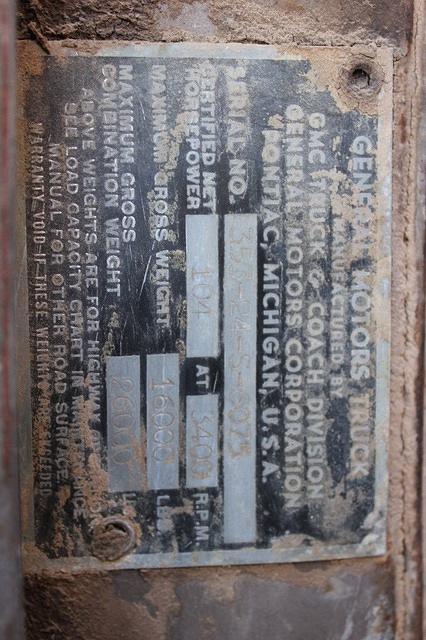 GENERAL MOTORS TRUCK
MANUFACTURED BY
GMC TRUCK & COACH DIVISION
GENERAL MOTORS CORPORATION
PONTIAC, MICHIGAN, U.S.A.
SERIAL NO.
CERTIFIED NET HORSEPOWER 104 AT 3400 R.P.M.
MAXIMUM GROSS WEIGHT 16000 LBS
MAXIMUM GROSS COMBINATION WEIGHT 26000
ABOVE WEIGHTS ARE FOR HIGHWAY
SEE LOAD CAPACITY CHART IN MAINTENANCE
MANUAL FOR OTHER ROAD SURFACE
WARRANTY VOID IF THESE WEIGHTS ARE EXCEEDED